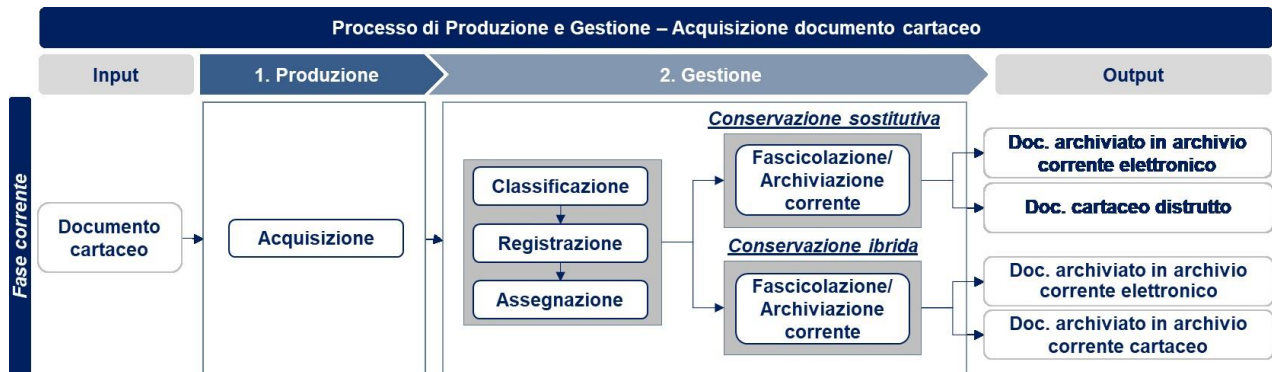 Processo di Produzione e Gestione – Acquisizione documento cartaceo
Input
1. Produzione
2. Gestione
Output
Fase corrente
Documento
cartaceo
Acquisizione
Classificazione
Registrazione
Assegnazione
Conservazione sostitutiva
Fascicolazione/
Archiviazione
corrente
Conservazione ibrida
Fascicolazione/
Archiviazione
corrente
Doc. archiviato in archivio
corrente elettronico
Doc. cartaceo distrutto
Doc. archiviato in archivio
corrente elettronico
Doc. archiviato in archivio
corrente cartaceo